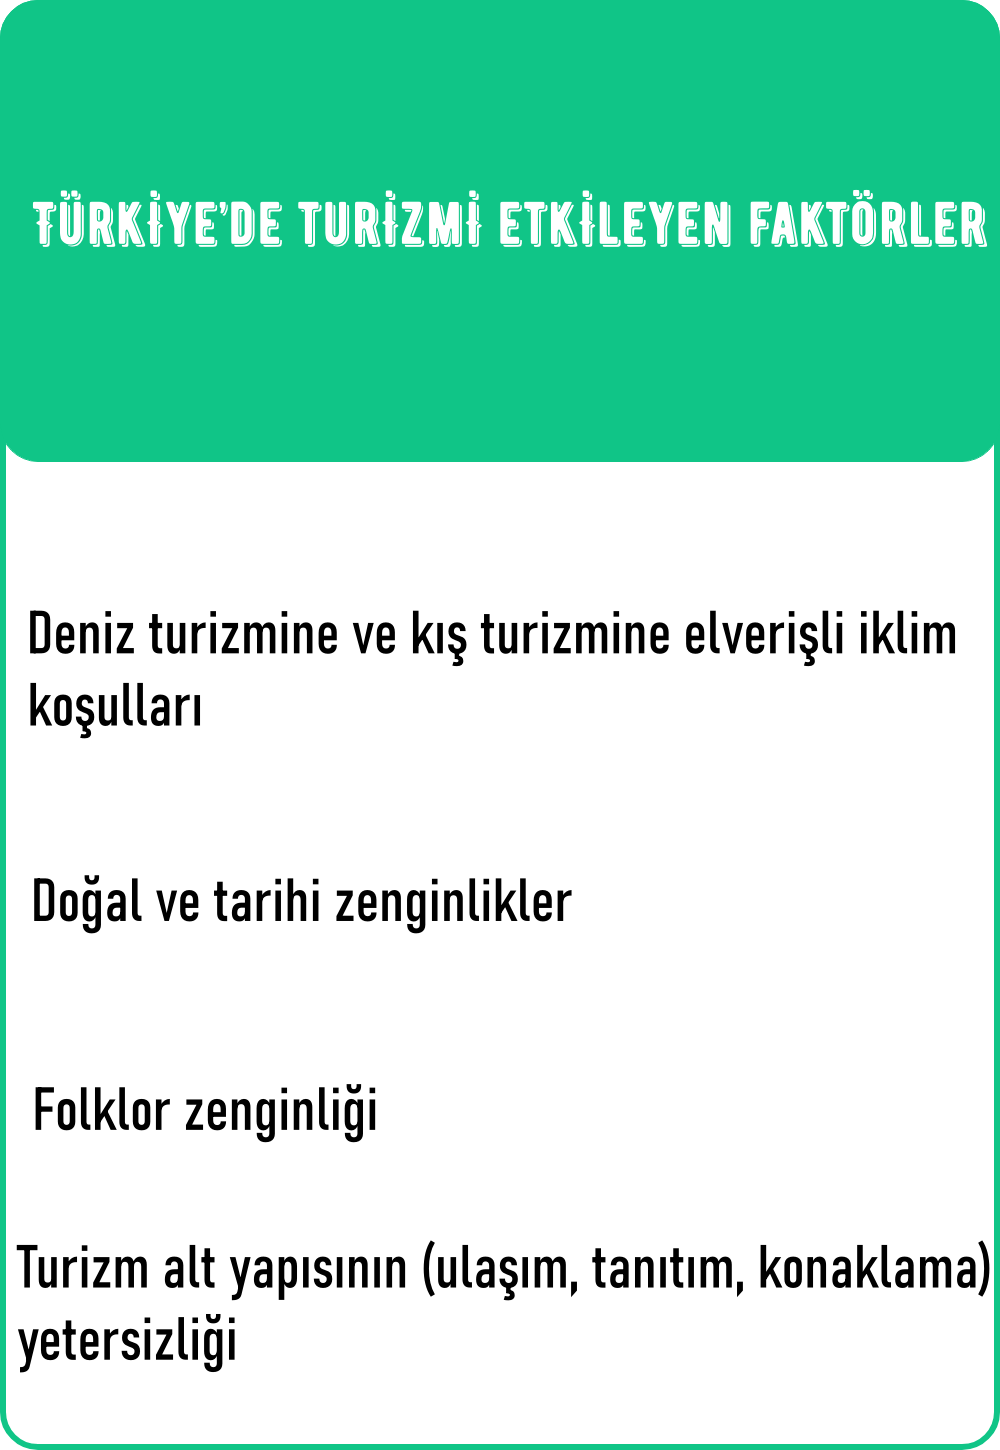 TÜRKİYE’DE TURİZMİ ETKİLEYEN FAKTÖRLER
Deniz turizmine ve kış turizmine elverişli iklim
koşulları
Doğal ve tarihi zenginlikler
Folklor zenginliği
Turizm alt yapısının (ulaşım, tanıtım, konaklama)
yetersizliği